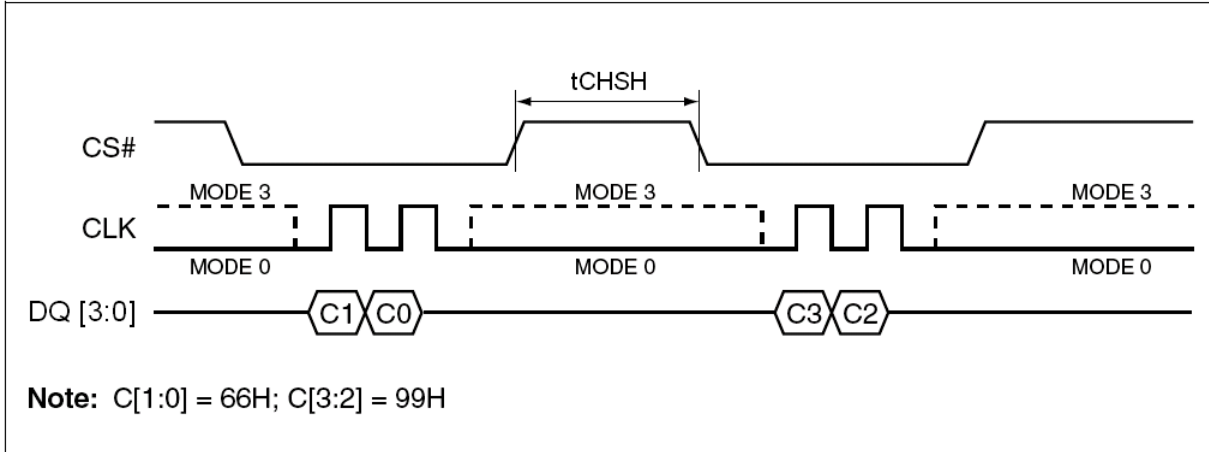 tCHSH
CS#
MODE 3 MODE 3 MODE 3
CLK
MODE 0 MODE 0 MODE 0
DQ [3:0] C1 C0 C3 C2
Note: C[1:0] = 66H; C[3:2] = 99H